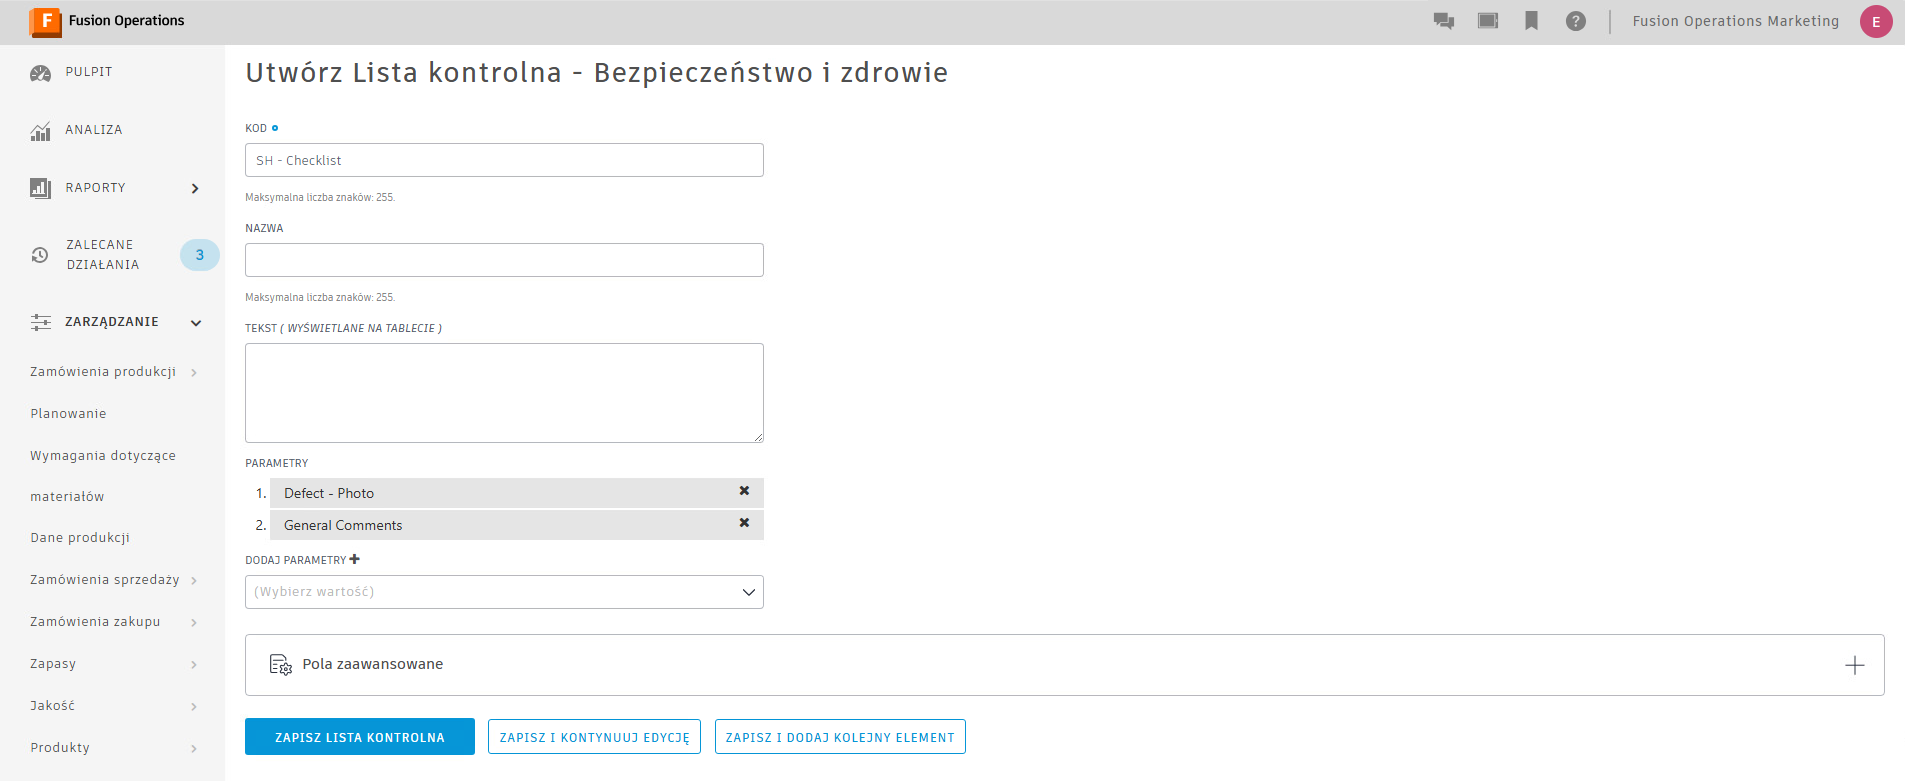 F Fusion Operations
? Fusion Operations Marketing E
PULPIT
ANALIZA
RAPORTY
ZALECANE
DZIAŁANIA
3
ZARZĄDZANIE
Zamówienia produkcji
Planowanie
Wymagania dotyczące
materiałów
Dane produkcji
Zamówienia sprzedaży
Zamówienia zakupu
Zapasy
Jakość
Produkty
Utwórz Lista kontrolna - Bezpieczeństwo i zdrowie
KOD
SH - Checklist
Maksymalna liczba znaków: 255.
NAZWA
Maksymalna liczba znaków: 255.
TEKST ( WYŚWIETLANE NA TABLECIE )
PARAMETRY
1. Defect - Photo
2. General Comments
DODAJ PARAMETRY
(Wybierz wartość)
Pola zaawansowane
ZAPISZ LISTA KONTROLNA
ZAPISZ I KONTYNUUJ EDYCJĘ
ZAPISZ I DODAJ KOLEJNY ELEMENT